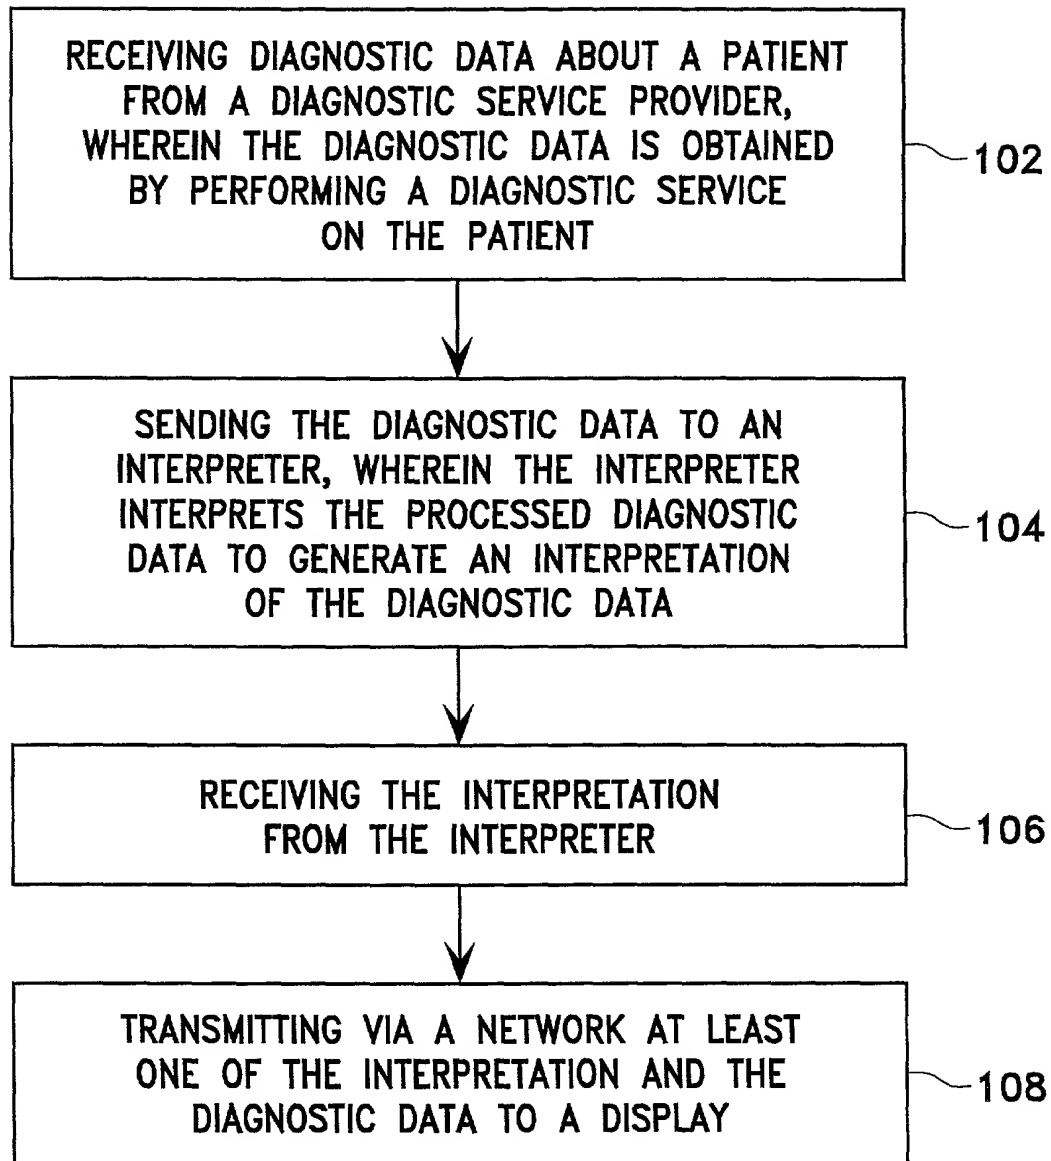 RECEIVING DIAGNOSTIC DATA ABOUT A PATIENT
FROM A DIAGNOSTIC SERVICE PROVIDER,
WHEREIN THE DIAGNOSTIC DATA IS OBTAINED
BY PERFORMING A DIAGNOSTIC SERVICE
ON THE PATIENT
102
SENDING THE DIAGNOSTIC DATA TO AN
INTERPRETER, WHEREIN THE INTERPRETER
INTERPRETS THE PROCESSED DIAGNOSTIC
DATA TO GENERATE AN INTERPRETATION
OF THE DIAGNOSTIC DATA
104
RECEIVING THE INTERPRETATION
FROM THE INTERPRETER
106
TRANSMITTING VIA A NETWORK AT LEAST
ONE OF THE INTERPRETATION AND THE
DIAGNOSTIC DATA TO A DISPLAY
108